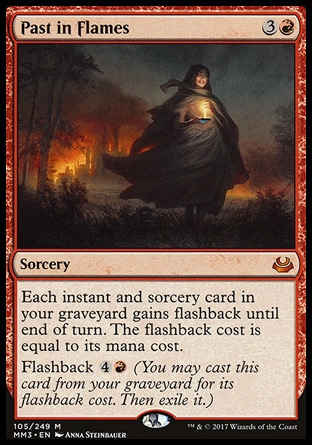 Past in Flames 3
Sorcery
Each instant and sorcery card in
your graveyard gains flashback until
end of turn. The flashback cost is
equal to its mana cost.
Flashback 4 (You may cast this
card from your graveyard for its
flashback cost. Then exile it.)
105/249 M
MM3 • EN Anna Steinbauer
™ & © 2017 Wizards of the Coast